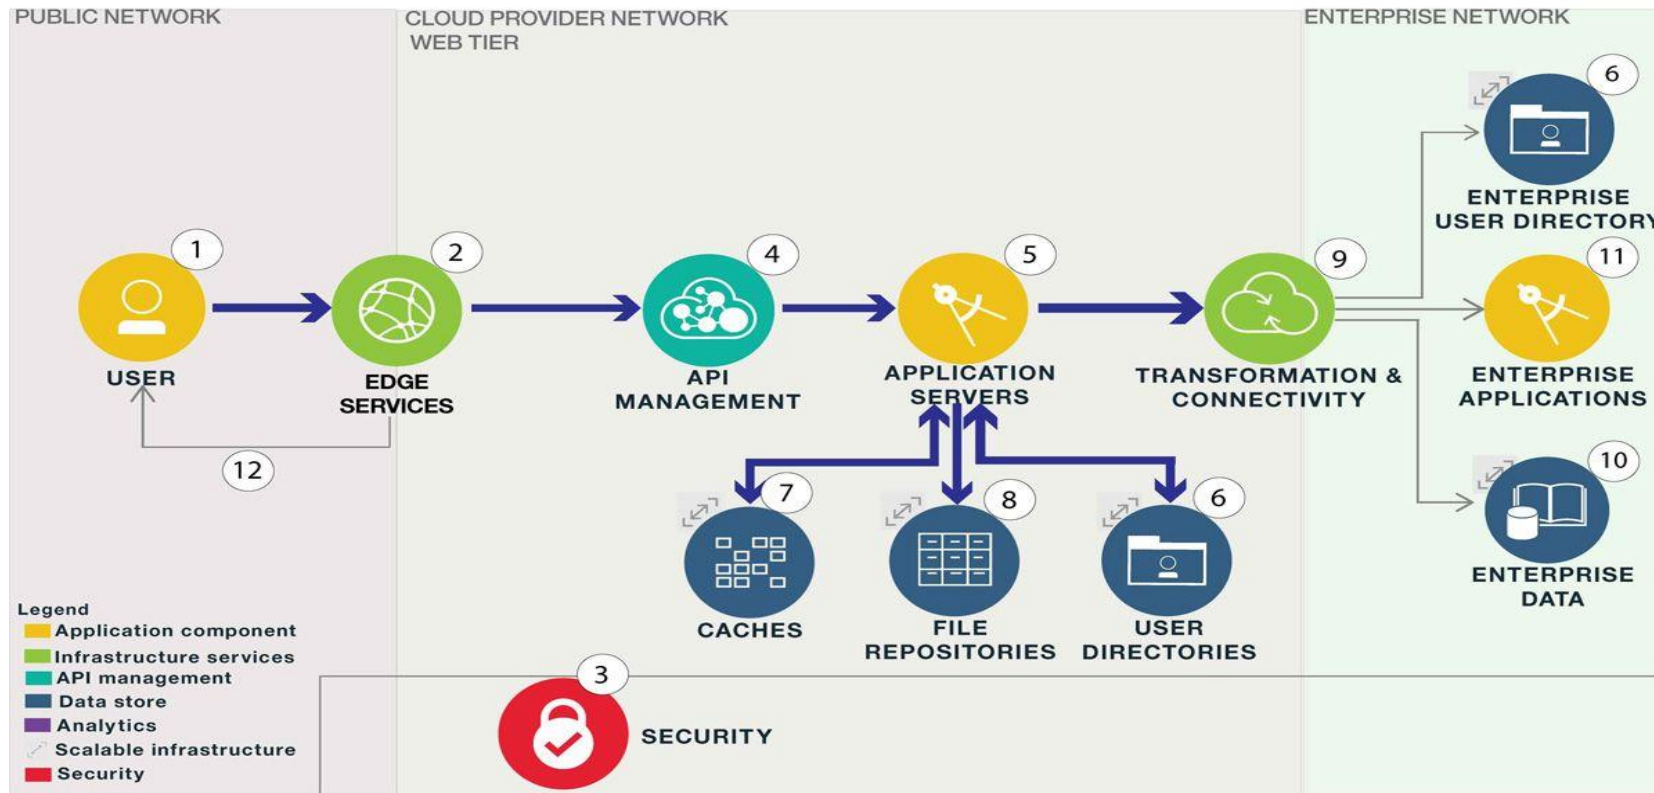 PUBLIC NETWORK
CLOUD PROVIDER NETWORK
WEB TIER
ENTERPRISE NETWORK
6
ENTERPRISE
USER DIRECTORY
1
USER
2
EDGE
SERVICES
4
API
MANAGEMENT
5
APPLICATION
SERVERS
9
TRANSFORMATION &
CONNECTIVITY
11
ENTERPRISE
APPLICATIONS
12
7
CACHES
8
FILE
REPOSITORIES
6
USER
DIRECTORIES
10
ENTERPRISE
DATA
Legend
Application component
Infrastructure services
API management
Data store
Analytics
Scalable infrastructure
Security
3
SECURITY